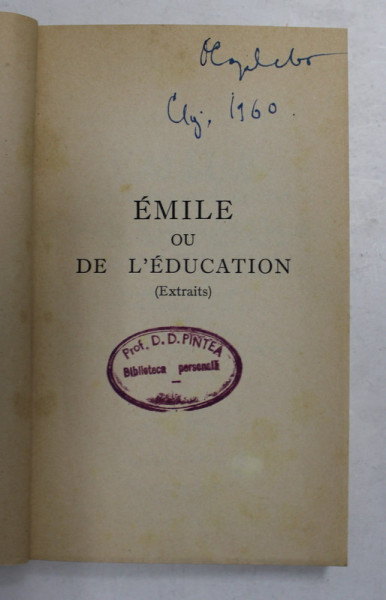 Cluj, 1960.
ÉMILE
OU
DE L'ÉDUCATION
(Extraits)
Prof. D. D. PINTEA
Biblioteca personală
—